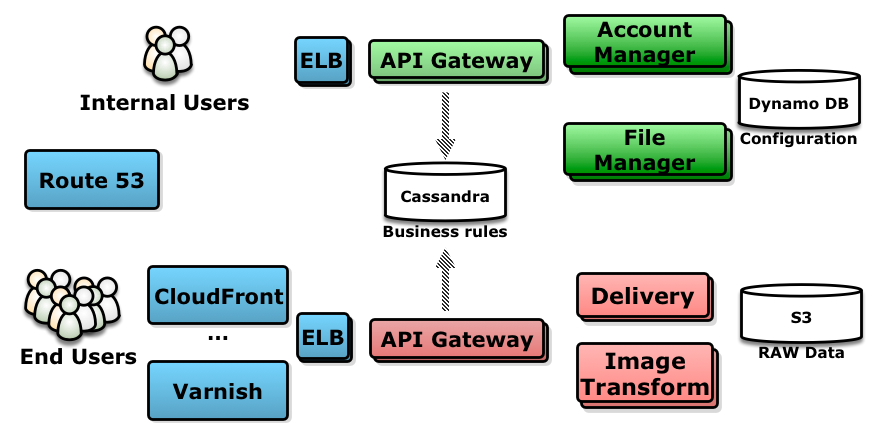 Internal Users
ELB
API Gateway
Account
Manager
Dynamo DB
Configuration
File
Manager
Route 53
Cassandra
Business rules
End Users
CloudFront
...
Varnish
ELB
API Gateway
Delivery
Image
Transform
S3
RAW Data